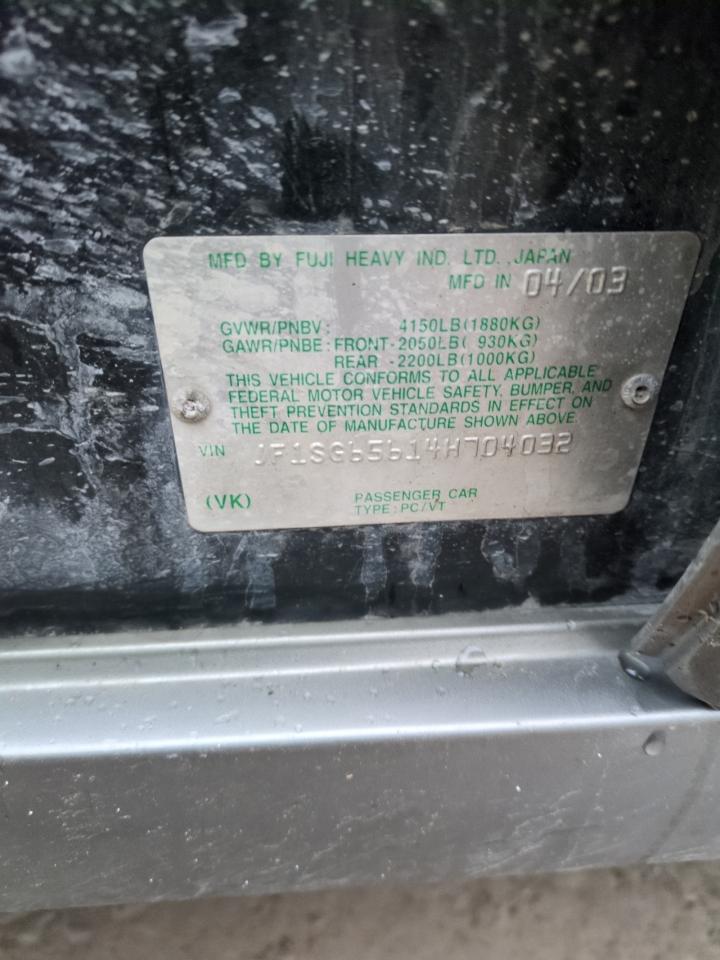 MFD BY FUJI HEAVY IND. LTD. JAPAN
MFD IN 04/03
GVWR/PNBV: 4150LB(1880KG)
GAWR/PNBE: FRONT-2050LB( 930KG)
REAR -2200LB(1000KG)
THIS VEHICLE CONFORMS TO ALL APPLICABLE
FEDERAL MOTOR VEHICLE SAFETY, BUMPER, AND
THEFT PREVENTION STANDARDS IN EFFECT ON
THE DATE OF MANUFACTURE SHOWN ABOVE.
VIN JF1SG65614H704032
(VK) PASSENGER CAR
TYPE: PC/VT